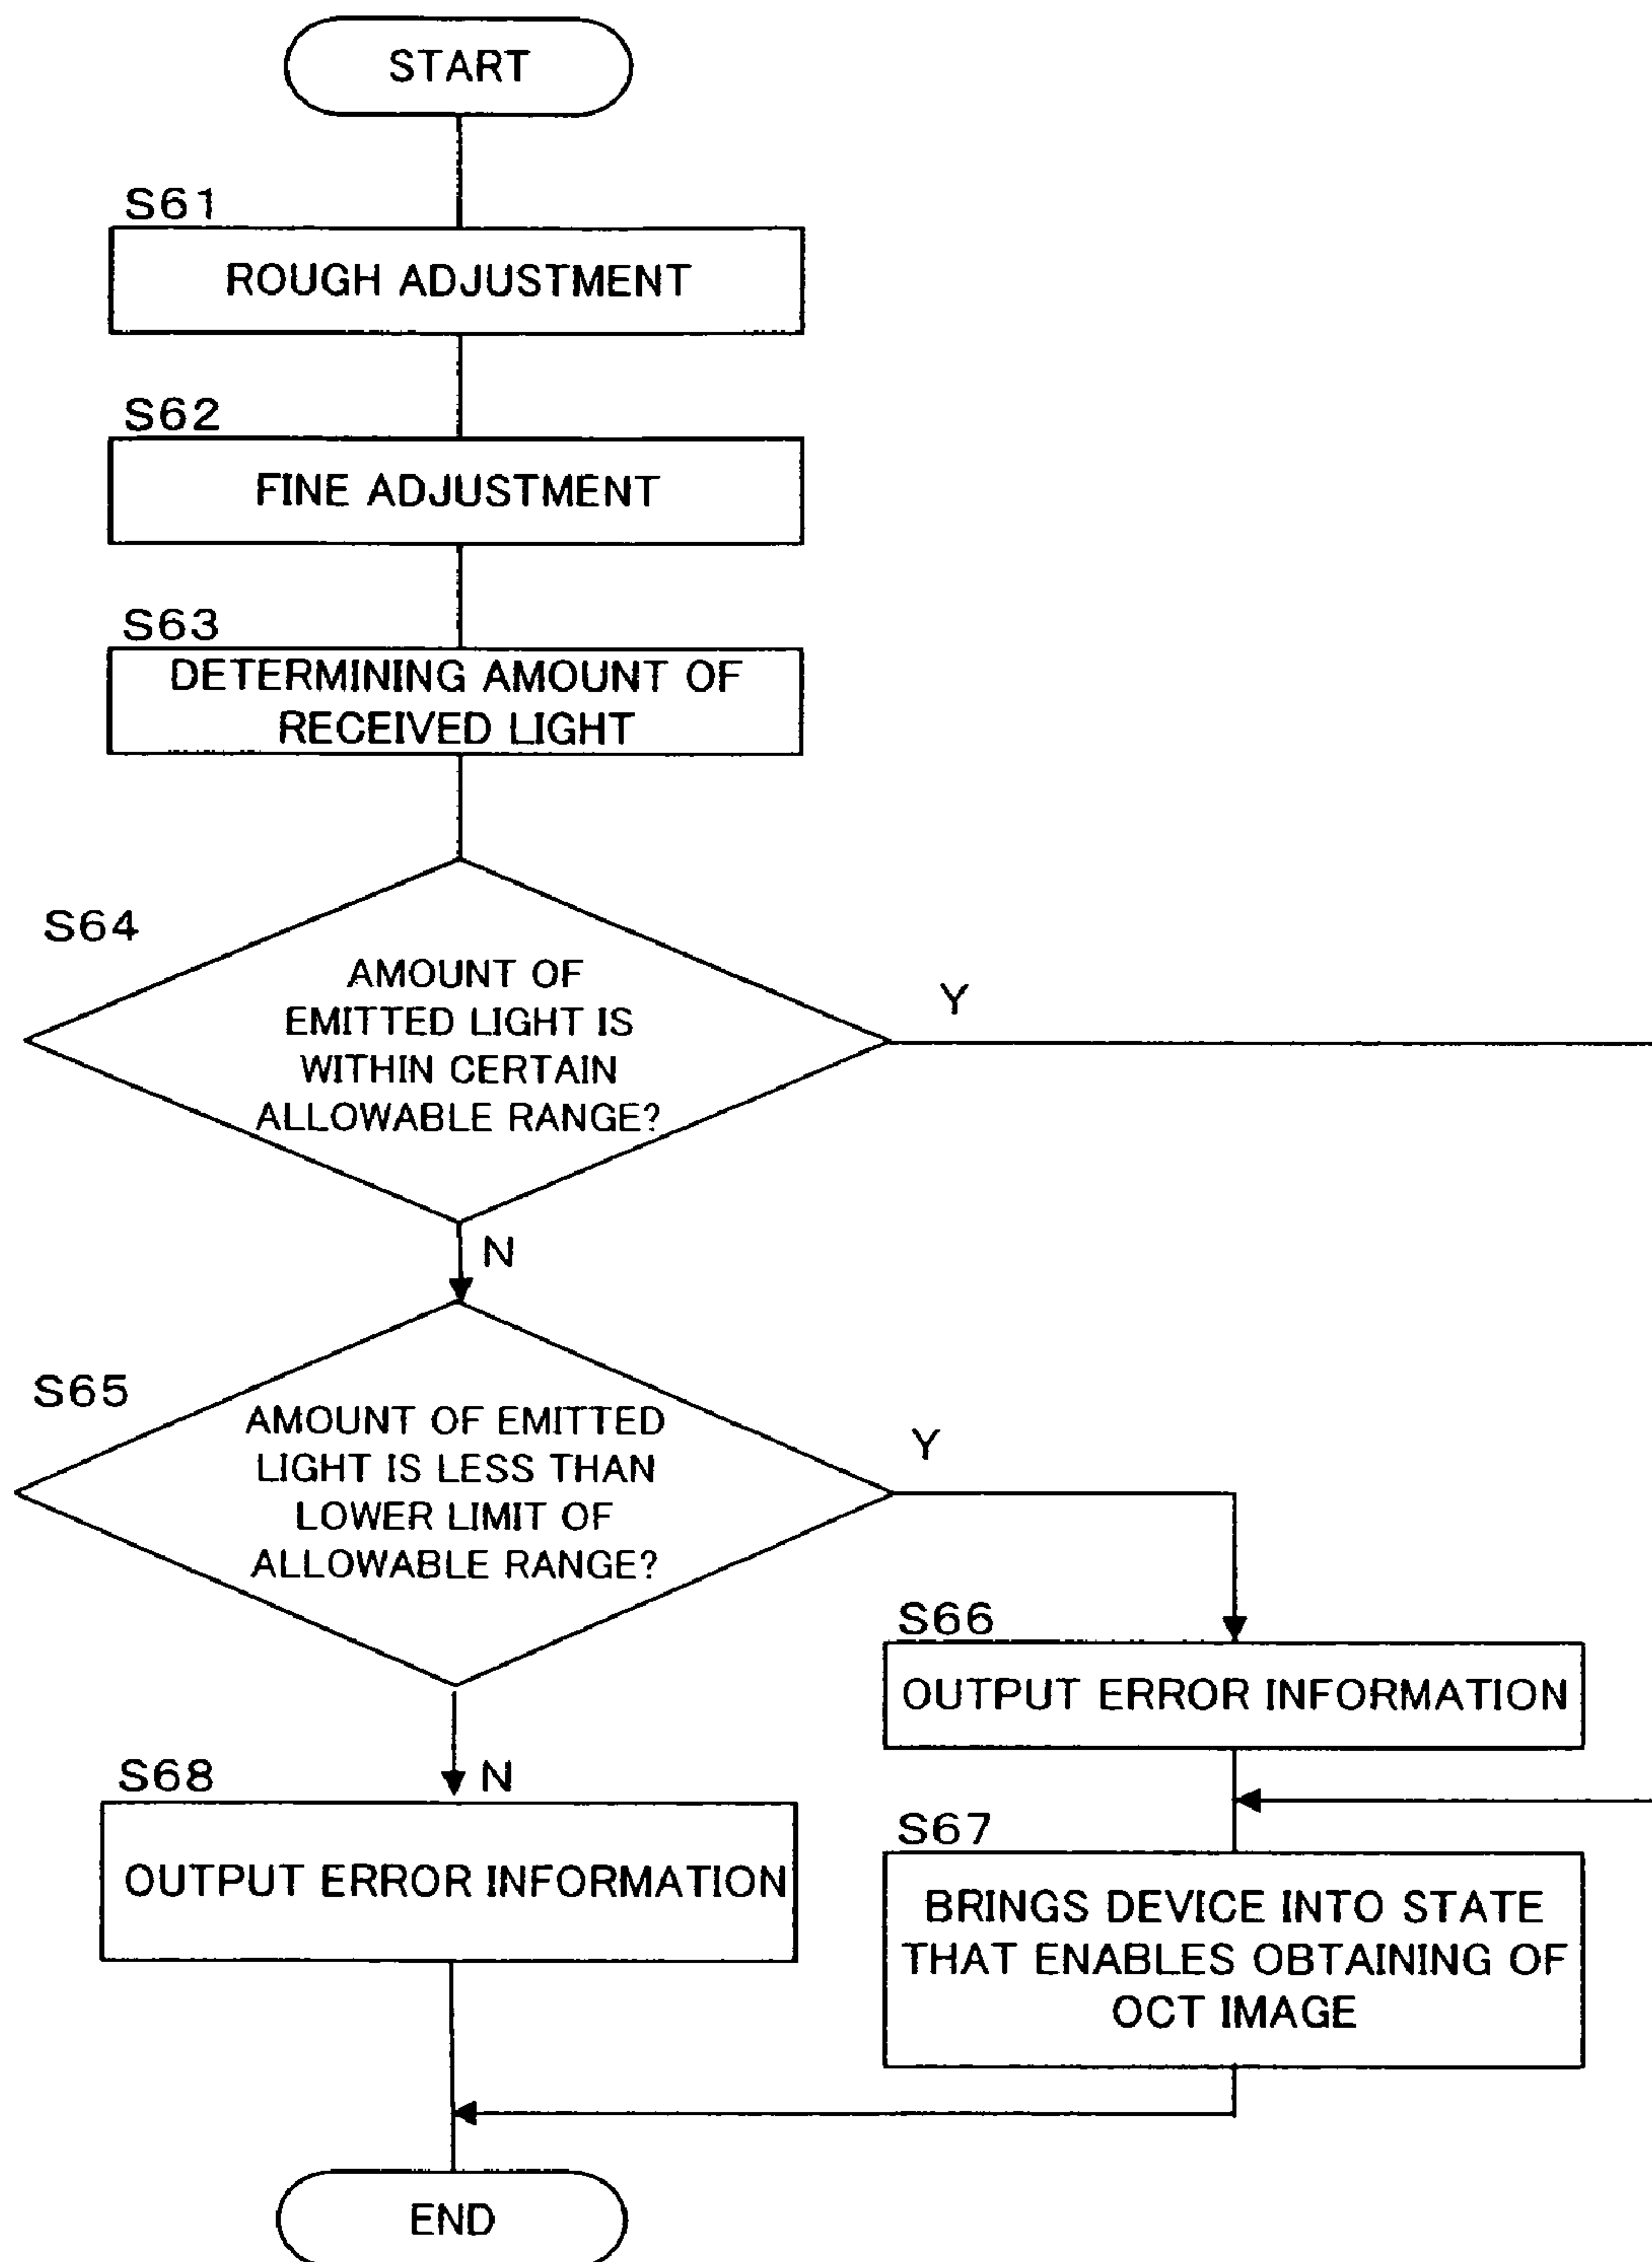 START
S61
ROUGH ADJUSTMENT
S62
FINE ADJUSTMENT
S63
DETERMINING AMOUNT OF
RECEIVED LIGHT
S64
AMOUNT OF
EMITTED LIGHT IS
WITHIN CERTAIN
ALLOWABLE RANGE?
Y
N
S65
AMOUNT OF EMITTED
LIGHT IS LESS THAN
LOWER LIMIT OF
ALLOWABLE RANGE?
Y
S66
OUTPUT ERROR INFORMATION
N
S68
OUTPUT ERROR INFORMATION
S67
BRINGS DEVICE INTO STATE
THAT ENABLES OBTAINING OF
OCT IMAGE
END